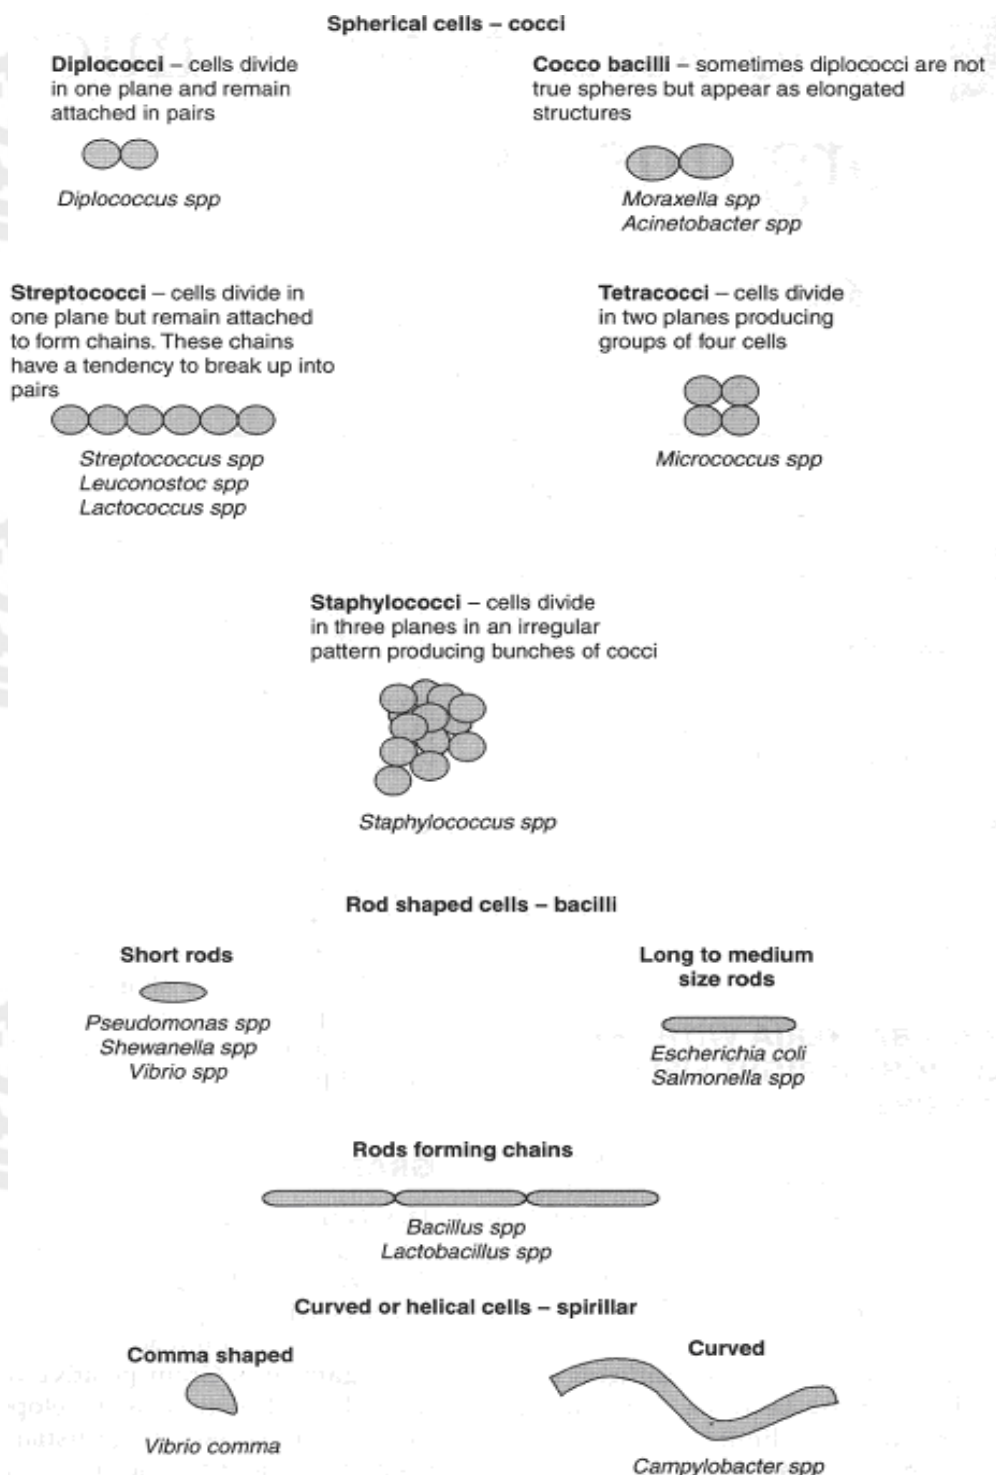 Spherical cells – cocci
Diplococci – cells divide
in one plane and remain
attached in pairs
Diplococcus spp
Cocco bacilli – sometimes diplococci are not
true spheres but appear as elongated
structures
Moraxella spp
Acinetobacter spp
Streptococci – cells divide in
one plane but remain attached
to form chains. These chains
have a tendency to break up into
pairs
Streptococcus spp
Leuconostoc spp
Lactococcus spp
Tetracocci – cells divide
in two planes producing
groups of four cells
Micrococcus spp
Staphylococci – cells divide
in three planes in an irregular
pattern producing bunches of cocci
Staphylococcus spp
Rod shaped cells – bacilli
Short rods
Pseudomonas spp
Shewanella spp
Vibrio spp
Long to medium
size rods
Escherichia coli
Salmonella spp
Rods forming chains
Bacillus spp
Lactobacillus spp
Curved or helical cells – spirillar
Comma shaped
Vibrio comma
Curved
Campylobacter spp